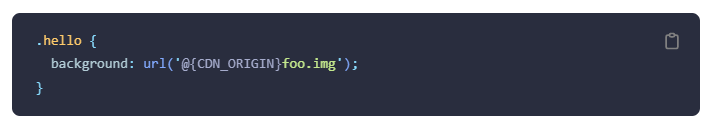 .hello {
  background: url('@{CDN_ORIGIN}foo.img');
}